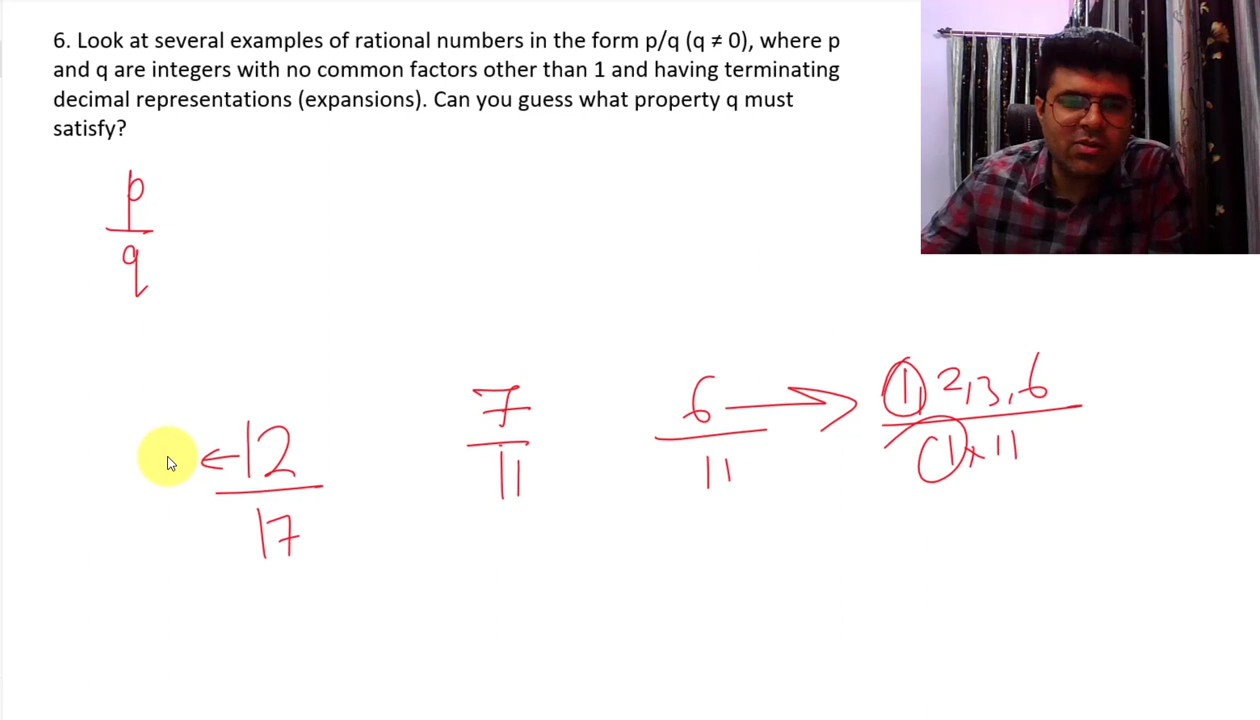 6. Look at several examples of rational numbers in the form p/q (q ≠ 0), where p
and q are integers with no common factors other than 1 and having terminating
decimal representations (expansions). Can you guess what property q must
satisfy?
p
q
12
17
7
11
6
11
1, 2, 3, 6
1 x 11